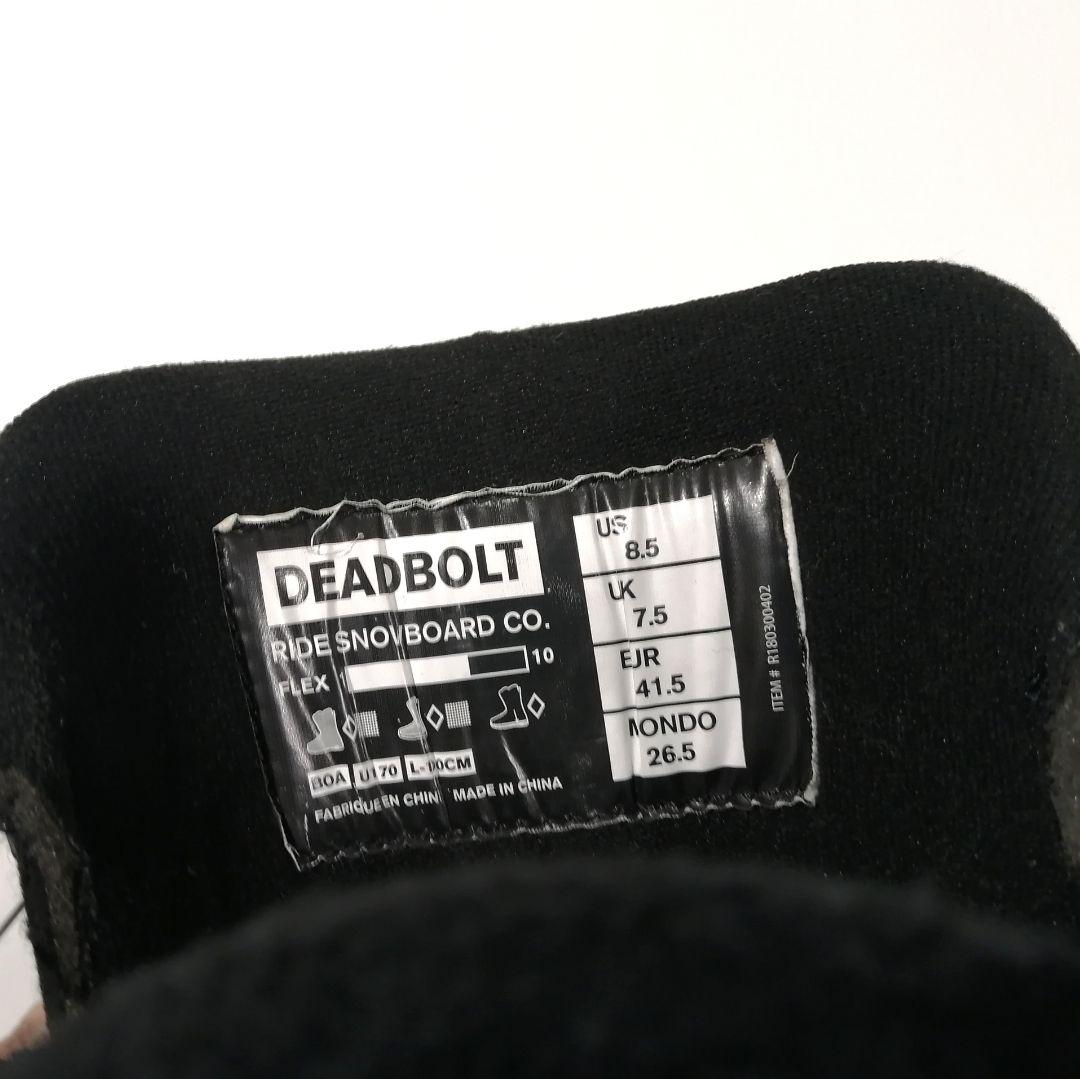 DEADBOLT
RIDE SNOWBOARD CO.
FLEX 1 10
BOA U170 L-100CM
FABRIQUE EN CHINE MADE IN CHINA
US
8.5
UK
7.5
EUR
41.5
MONDO
26.5
ITEM # R180300402